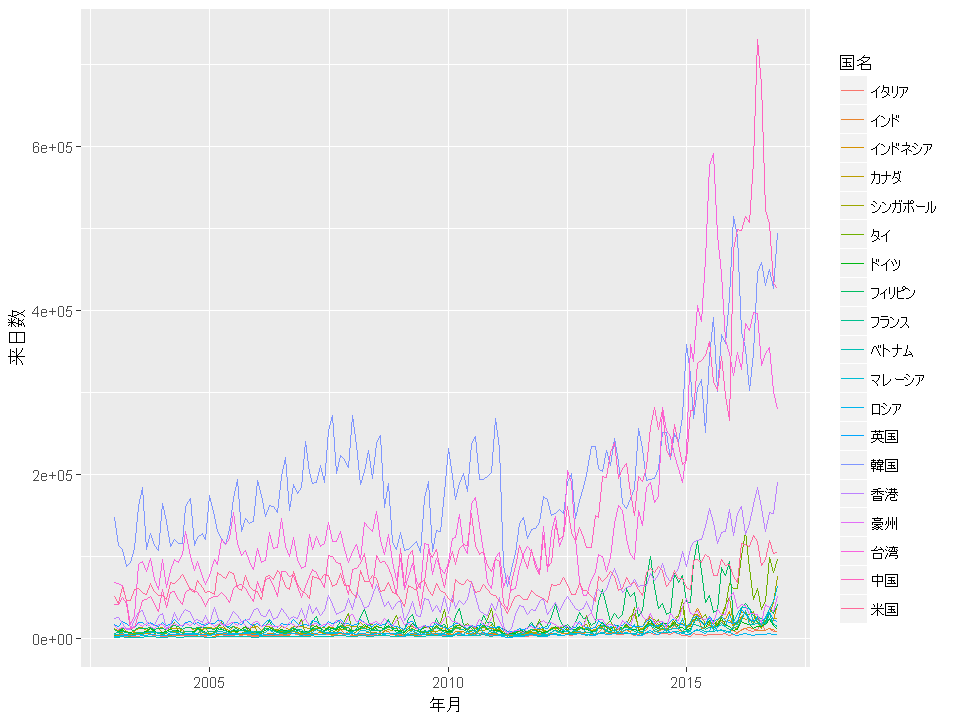 国名
イタリア
インド
インドネシア
カナダ
シンガポール
タイ
ドイツ
フィリピン
フランス
ベトナム
マレーシア
ロシア
英国
韓国
香港
豪州
台湾
中国
米国
来日数
6e+05
4e+05
2e+05
0e+00
2005
2010
2015
年月